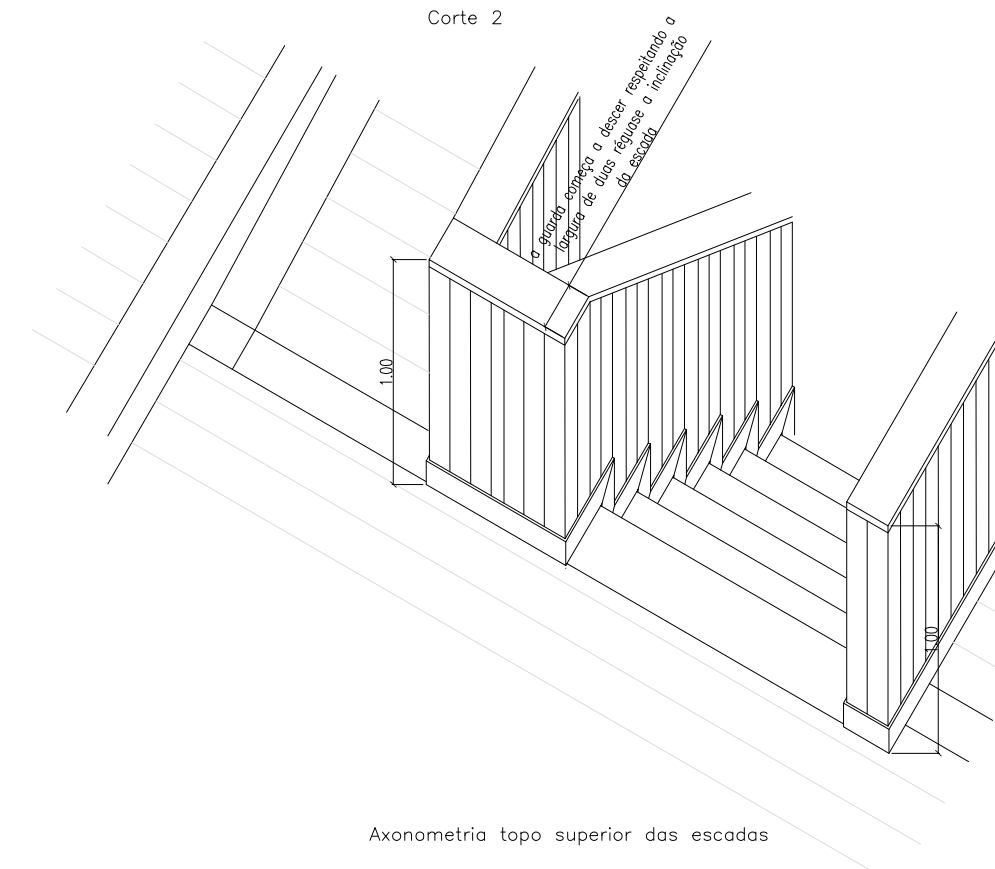 Corte 2
a guarda começa a descer respeitando a
largura de duas réguase a inclinação
da escada
1.00
1.00
Axonometria topo superior das escadas